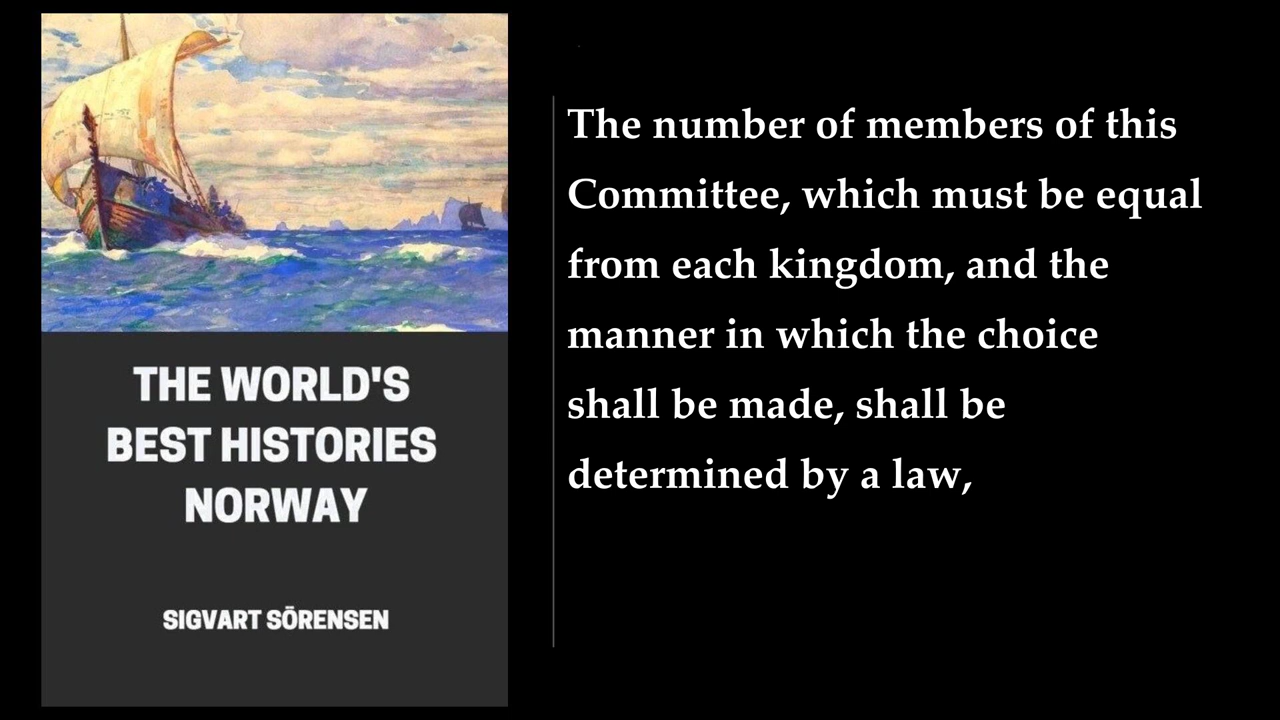 THE WORLD'S
BEST HISTORIES
NORWAY
SIGVART SÖRENSEN
The number of members of this
Committee, which must be equal
from each kingdom, and the
manner in which the choice
shall be made, shall be
determined by a law,